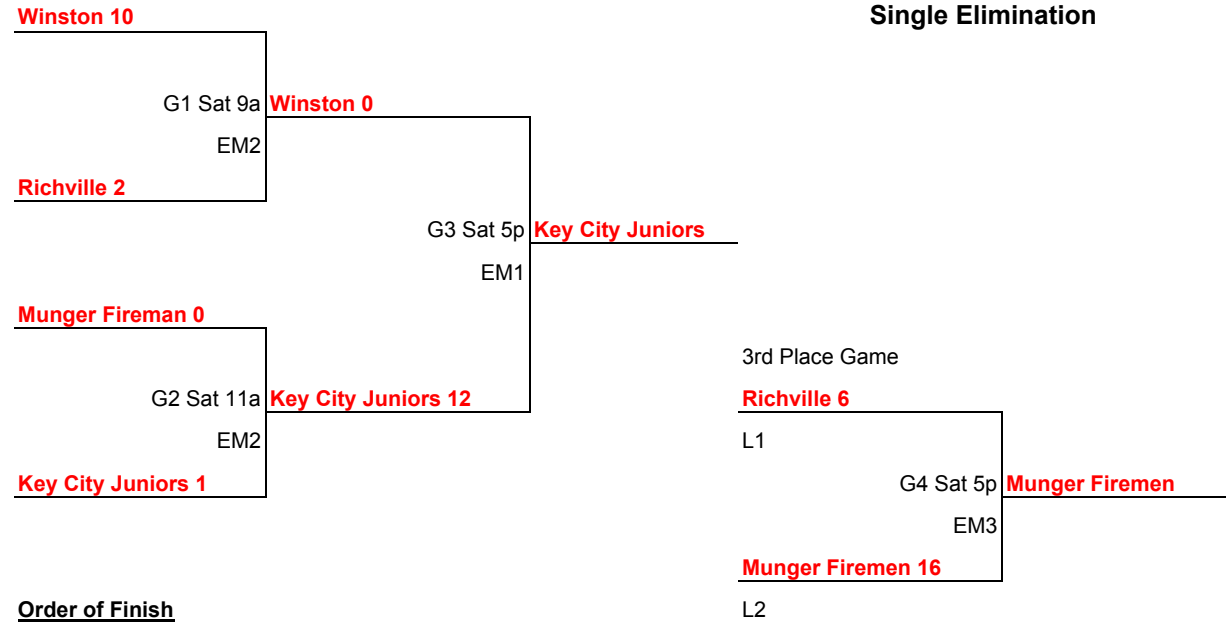 Winston 10
Single Elimination
G1 Sat 9a Winston 0
EM2
Richville 2
G3 Sat 5p Key City Juniors
EM1
Munger Fireman 0
3rd Place Game
G2 Sat 11a Key City Juniors 12
Richville 6
EM2
L1
Key City Juniors 1
G4 Sat 5p Munger Firemen
EM3
Munger Firemen 16
Order of Finish
L2